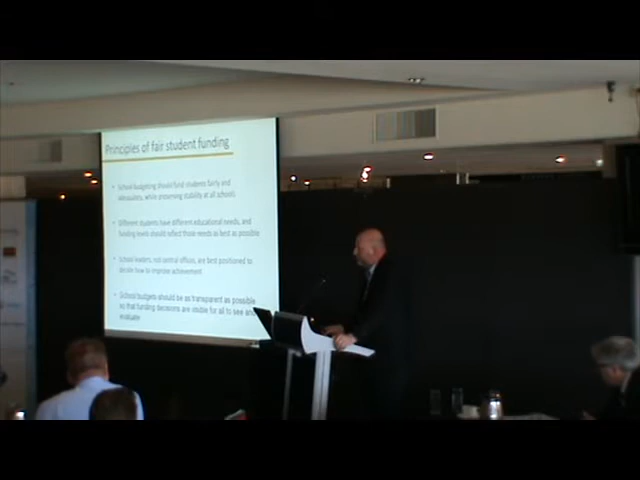 Principles of fair student funding
• School budgeting should fund students fairly and
adequately, while preserving stability at all schools
• Different students have different educational needs, and
funding levels should reflect those needs as best as possible
• School leaders, not central offices, are best positioned to
decide how to improve achievement
• School budgets should be as transparent as possible
so that funding decisions are visible for all to see and
evaluate